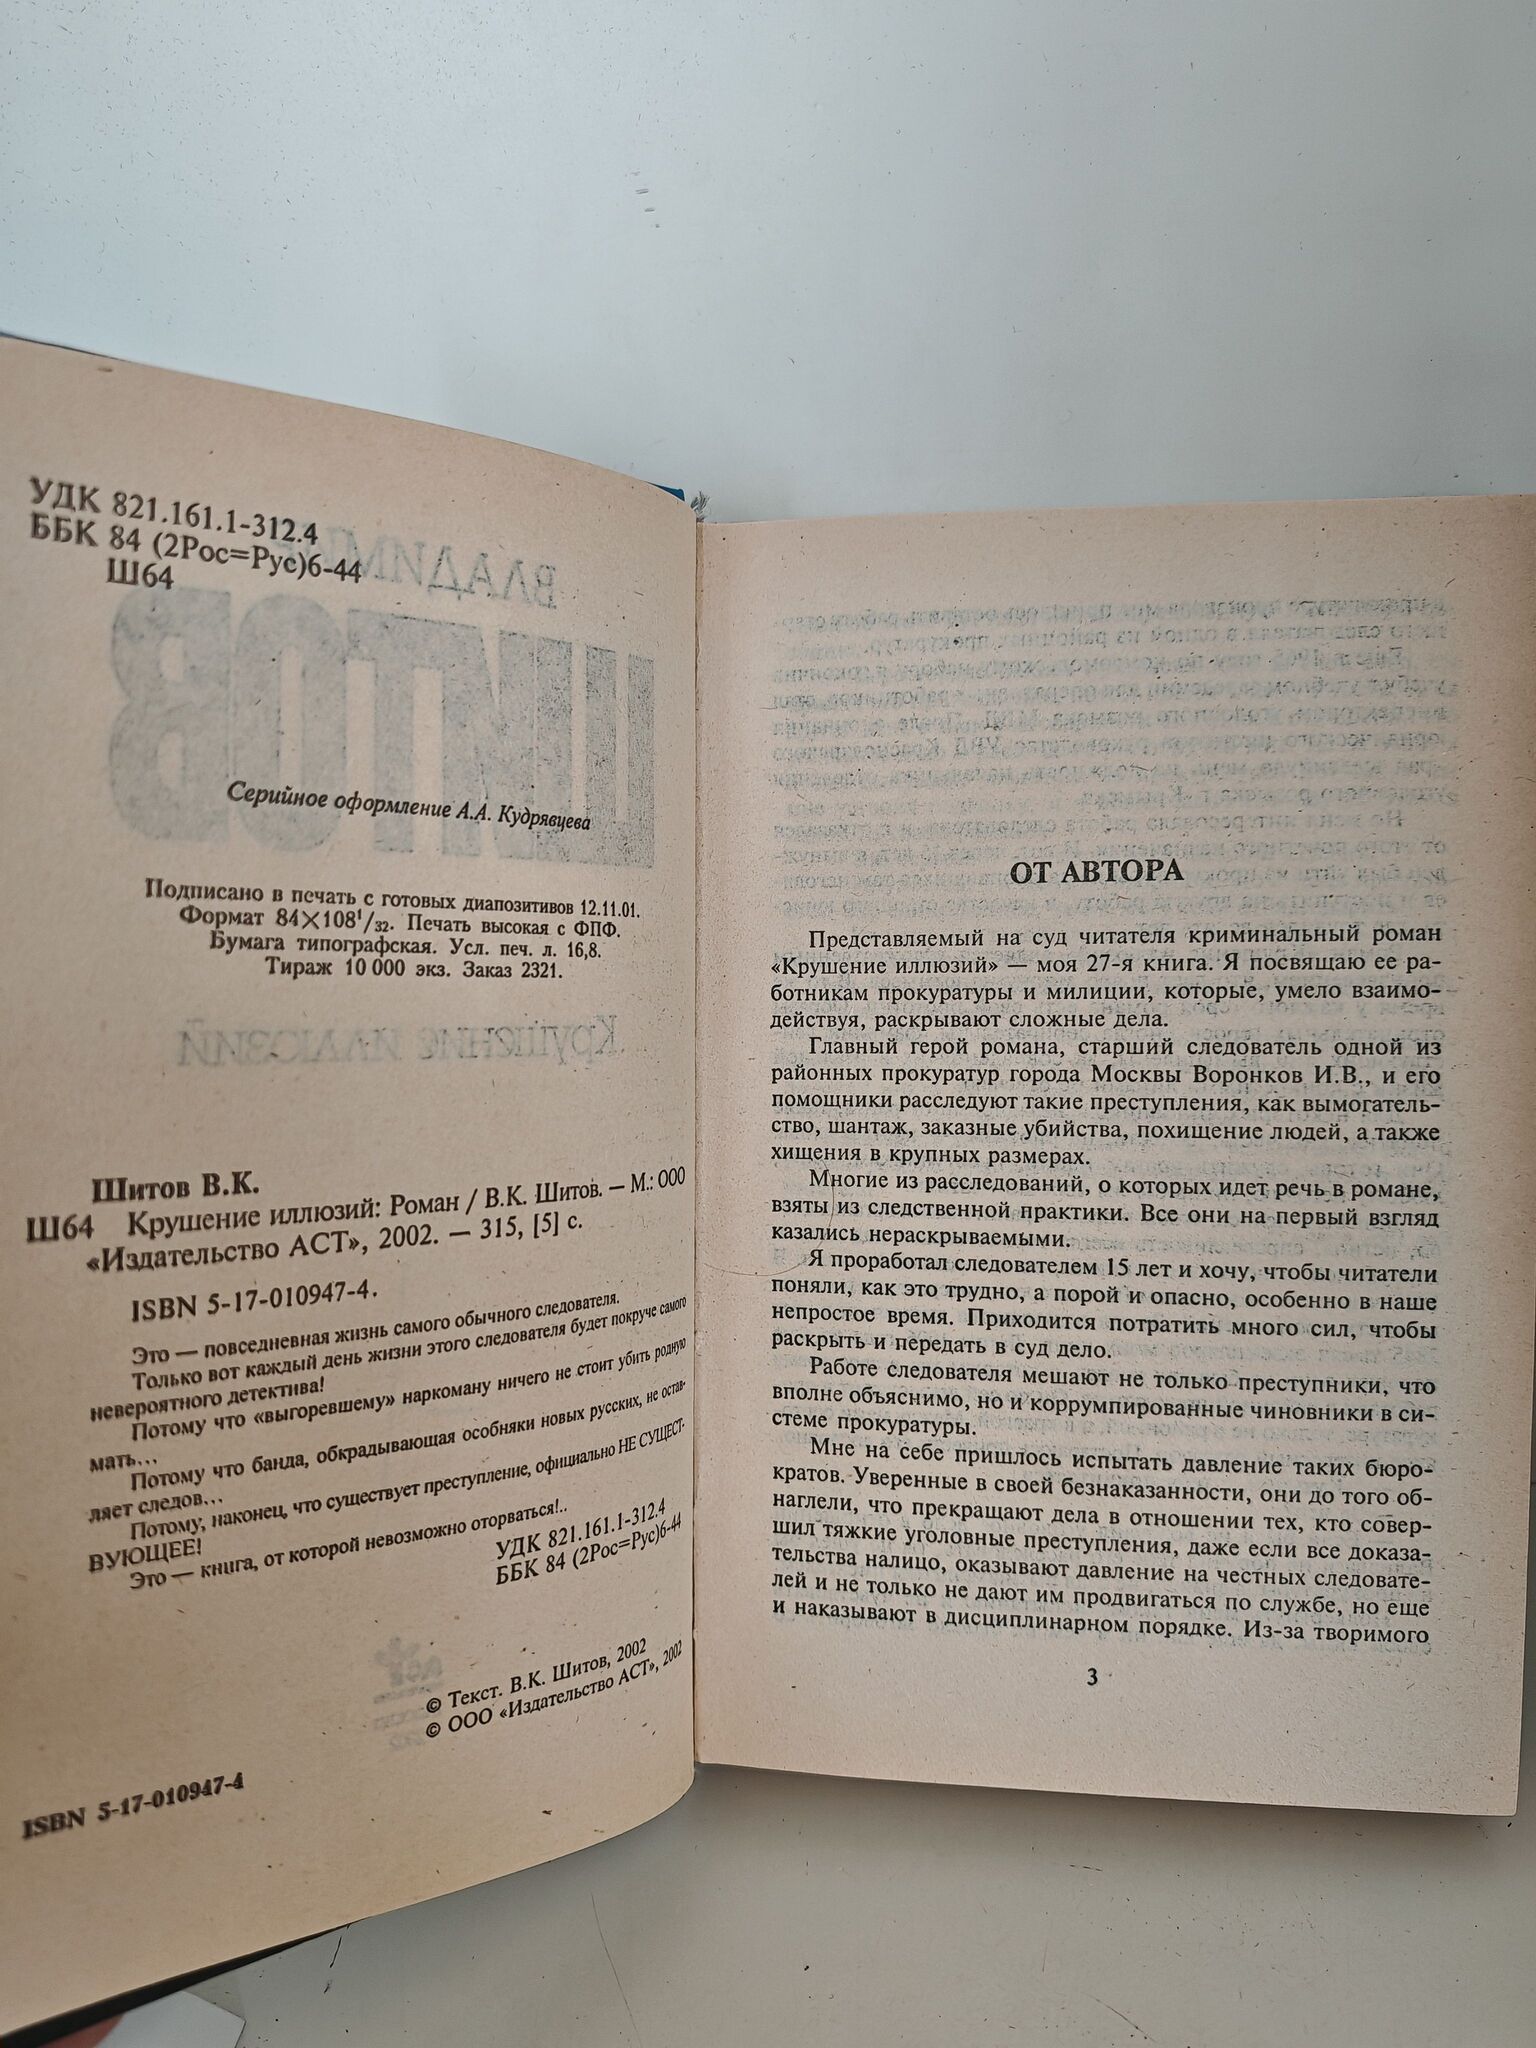 УДК 821.161.1-312.4
ББК 84 (2Рос=Рус)6-44
Ш64
Серийное оформление А.А. Кудрявцева
Подписано в печать с готовых диапозитивов 12.11.01.
Формат 84×108¹/₃₂. Печать высокая с ФПФ.
Бумага типографская. Усл. печ. л. 16,8.
Тираж 10 000 экз. Заказ 2321.
Шитов В.К.
Ш64 Крушение иллюзий: Роман / В.К. Шитов. — М.: ООО
«Издательство АСТ», 2002. — 315, [5] с.
ISBN 5-17-010947-4.
Это — повседневная жизнь самого обычного следователя.
Только вот каждый день жизни этого следователя будет покруче самого
невероятного детектива!
Потому что «выгоревшему» наркоману ничего не стоит убить родную
мать...
Потому что банда, обкрадывающая особняки новых русских, не остав-
ляет следов...
Потому, наконец, что существует преступление, официально НЕ СУЩЕСТ-
ВУЮЩЕЕ!
Это — книга, от которой невозможно оторваться!..
УДК 821.161.1-312.4
ББК 84 (2Рос=Рус)6-44
© Текст. В.К. Шитов, 2002
© ООО «Издательство АСТ», 2002
ISBN 5-17-010947-4
ОТ АВТОРА
Представляемый на суд читателя криминальный роман
«Крушение иллюзий» — моя 27-я книга. Я посвящаю ее ра-
ботникам прокуратуры и милиции, которые, умело взаимо-
действуя, раскрывают сложные дела.
Главный герой романа, старший следователь одной из
районных прокуратур города Москвы Воронков И.В., и его
помощники расследуют такие преступления, как вымогатель-
ство, шантаж, заказные убийства, похищение людей, а также
хищения в крупных размерах.
Многие из расследований, о которых идет речь в романе,
взяты из следственной практики. Все они на первый взгляд
казались нераскрываемыми.
Я проработал следователем 15 лет и хочу, чтобы читатели
поняли, как это трудно, а порой и опасно, особенно в наше
непростое время. Приходится потратить много сил, чтобы
раскрыть и передать в суд дело.
Работе следователя мешают не только преступники, что
вполне объяснимо, но и коррумпированные чиновники в си-
стеме прокуратуры.
Мне на себе пришлось испытать давление таких бюро-
кратов. Уверенные в своей безнаказанности, они до того об-
наглели, что прекращают дела в отношении тех, кто совер-
шил тяжкие уголовные преступления, даже если все доказа-
тельства налицо, оказывают давление на честных следовате-
лей и не только не дают им продвигаться по службе, но еще
и наказывают в дисциплинарном порядке. Из-за творимого
3